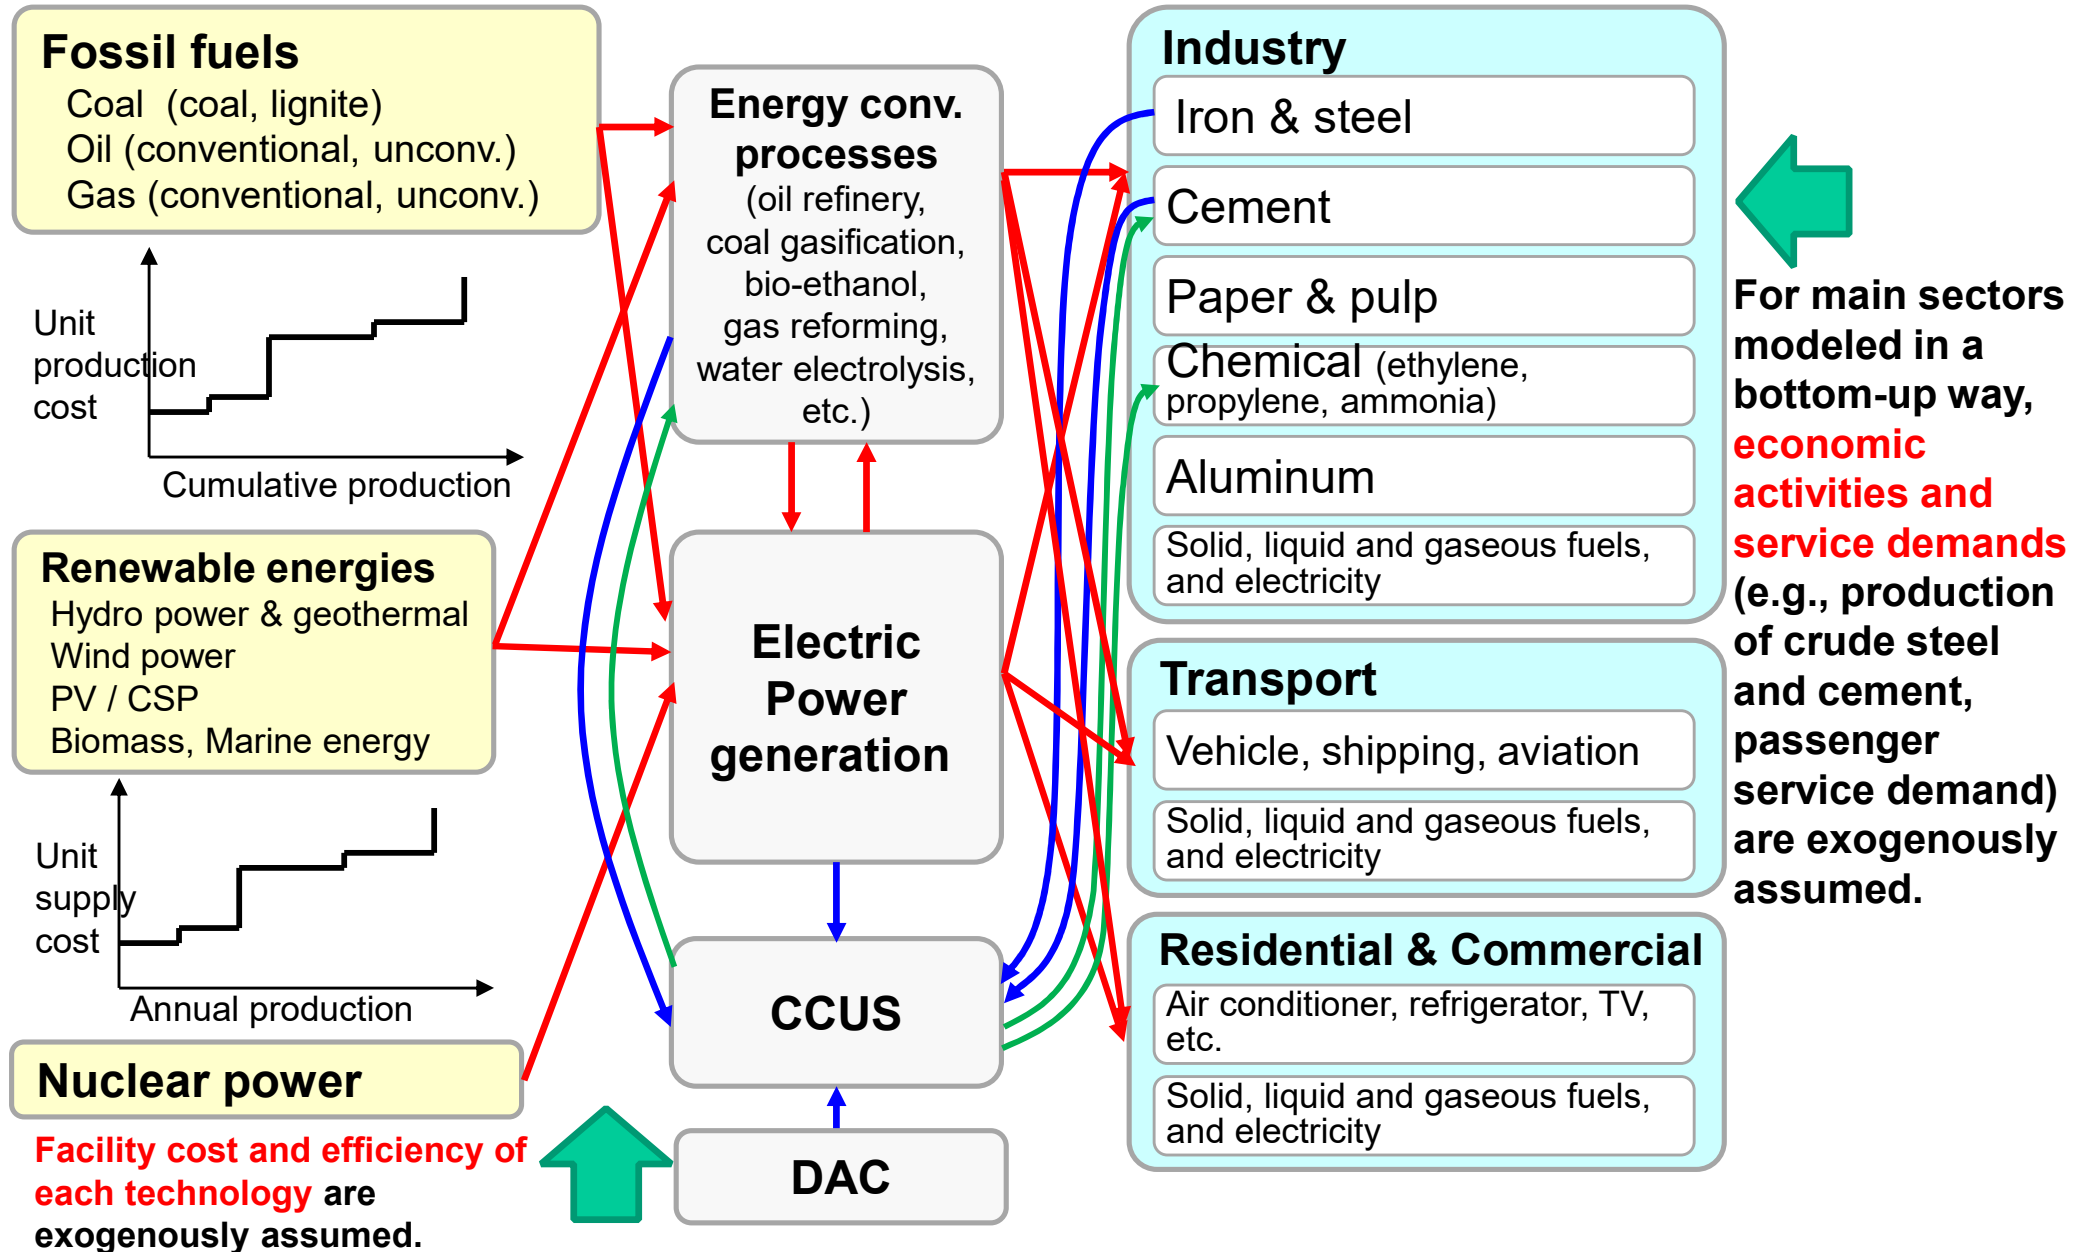 Fossil fuels
Coal (coal, lignite)
Oil (conventional, unconv.)
Gas (conventional, unconv.)
Unit
production
cost
Cumulative production
Renewable energies
Hydro power & geothermal
Wind power
PV / CSP
Biomass, Marine energy
Unit
supply
cost
Annual production
Nuclear power
Facility cost and efficiency of
each technology are
exogenously assumed.
Energy conv.
processes
(oil refinery,
coal gasification,
bio-ethanol,
gas reforming,
water electrolysis,
etc.)
Electric
Power
generation
CCUS
DAC
Industry
Iron & steel
Cement
Paper & pulp
Chemical (ethylene,
propylene, ammonia)
Aluminum
Solid, liquid and gaseous fuels,
and electricity
Transport
Vehicle, shipping, aviation
Solid, liquid and gaseous fuels,
and electricity
Residential & Commercial
Air conditioner, refrigerator, TV,
etc.
Solid, liquid and gaseous fuels,
and electricity
For main sectors
modeled in a
bottom-up way,
economic
activities and
service demands
(e.g., production
of crude steel
and cement,
passenger
service demand)
are exogenously
assumed.